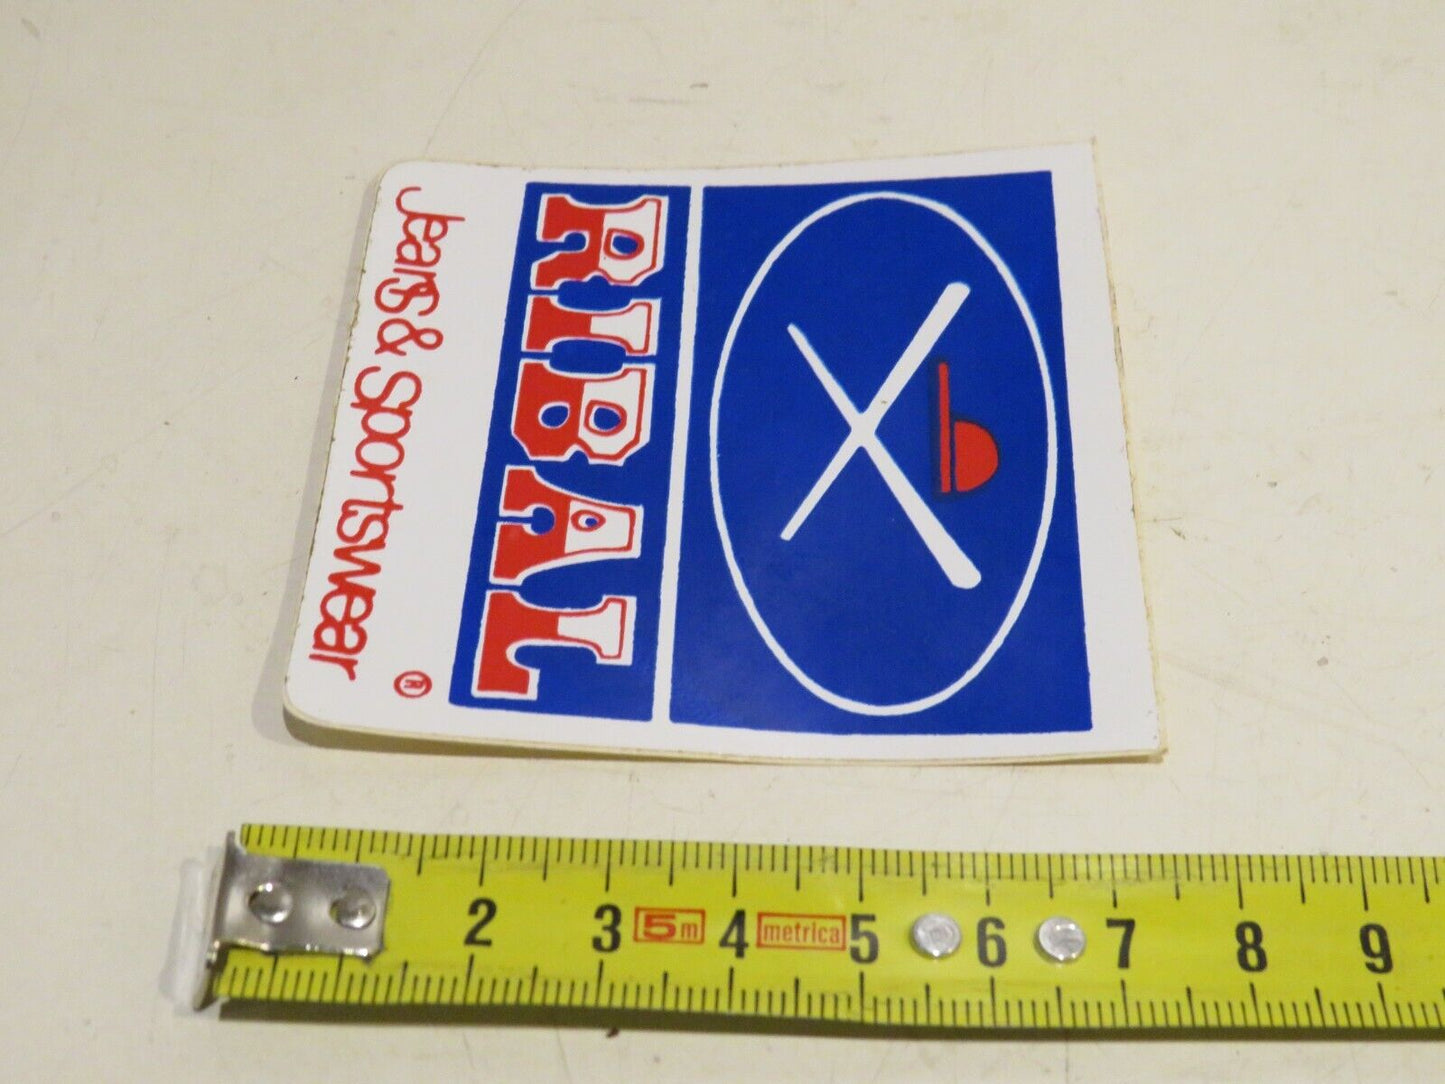 RIBAL
Jeans & Sportswear
®
2 3 5m 4 metrica 5 6 7 8 9